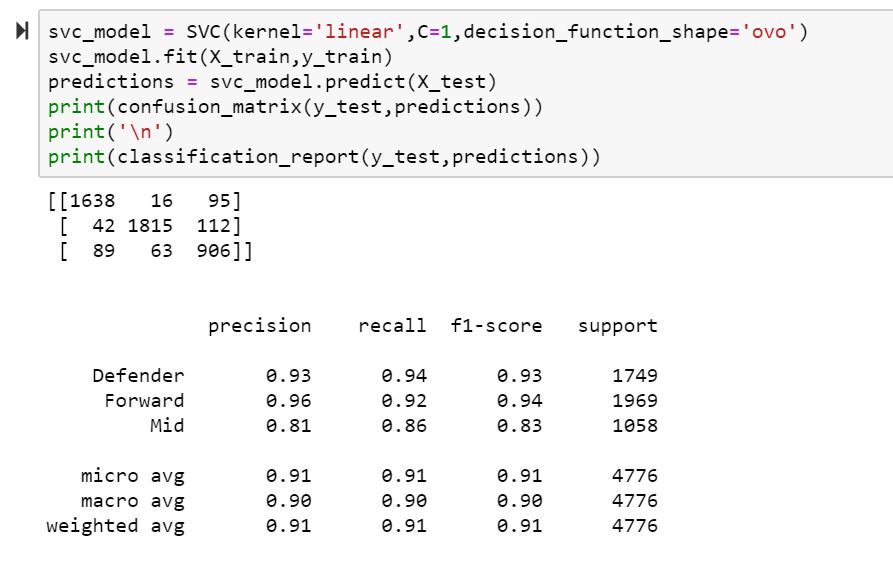 svc_model = SVC(kernel='linear',C=1,decision_function_shape='ovo')
svc_model.fit(X_train,y_train)
predictions = svc_model.predict(X_test)
print(confusion_matrix(y_test,predictions))
print('\n')
print(classification_report(y_test,predictions))
[[1638   16   95]
 [  42 1815  112]
 [  89   63  906]]
              precision    recall  f1-score   support
    Defender       0.93      0.94      0.93      1749
     Forward       0.96      0.92      0.94      1969
         Mid       0.81      0.86      0.83      1058
   micro avg       0.91      0.91      0.91      4776
   macro avg       0.90      0.90      0.90      4776
weighted avg       0.91      0.91      0.91      4776